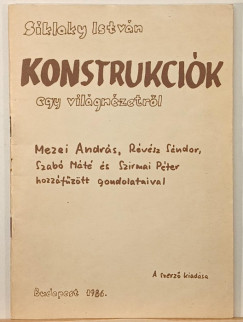 Siklaky István
KONSTRUKCIÓK
egy világnézetről
Mezei András, Révész Sándor,
Szabó Máté és Szirmai Péter
hozzáfűzött gondolataival
A szerző kiadása
Budapest 1986.